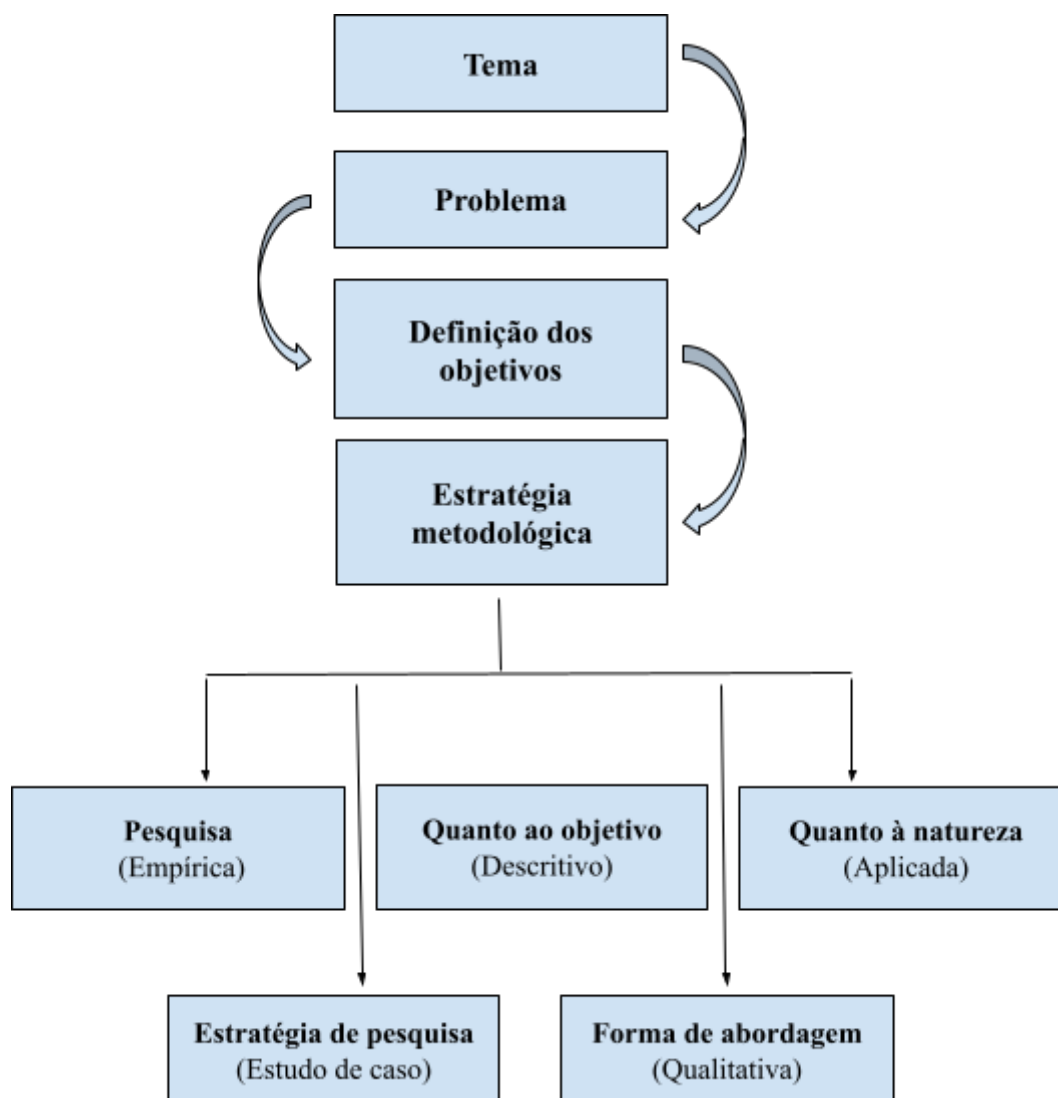 Tema
Problema
Definição dos
objetivos
Estratégia
metodológica
Pesquisa
(Empírica)
Quanto ao objetivo
(Descritivo)
Quanto à natureza
(Aplicada)
Estratégia de pesquisa
(Estudo de caso)
Forma de abordagem
(Qualitativa)